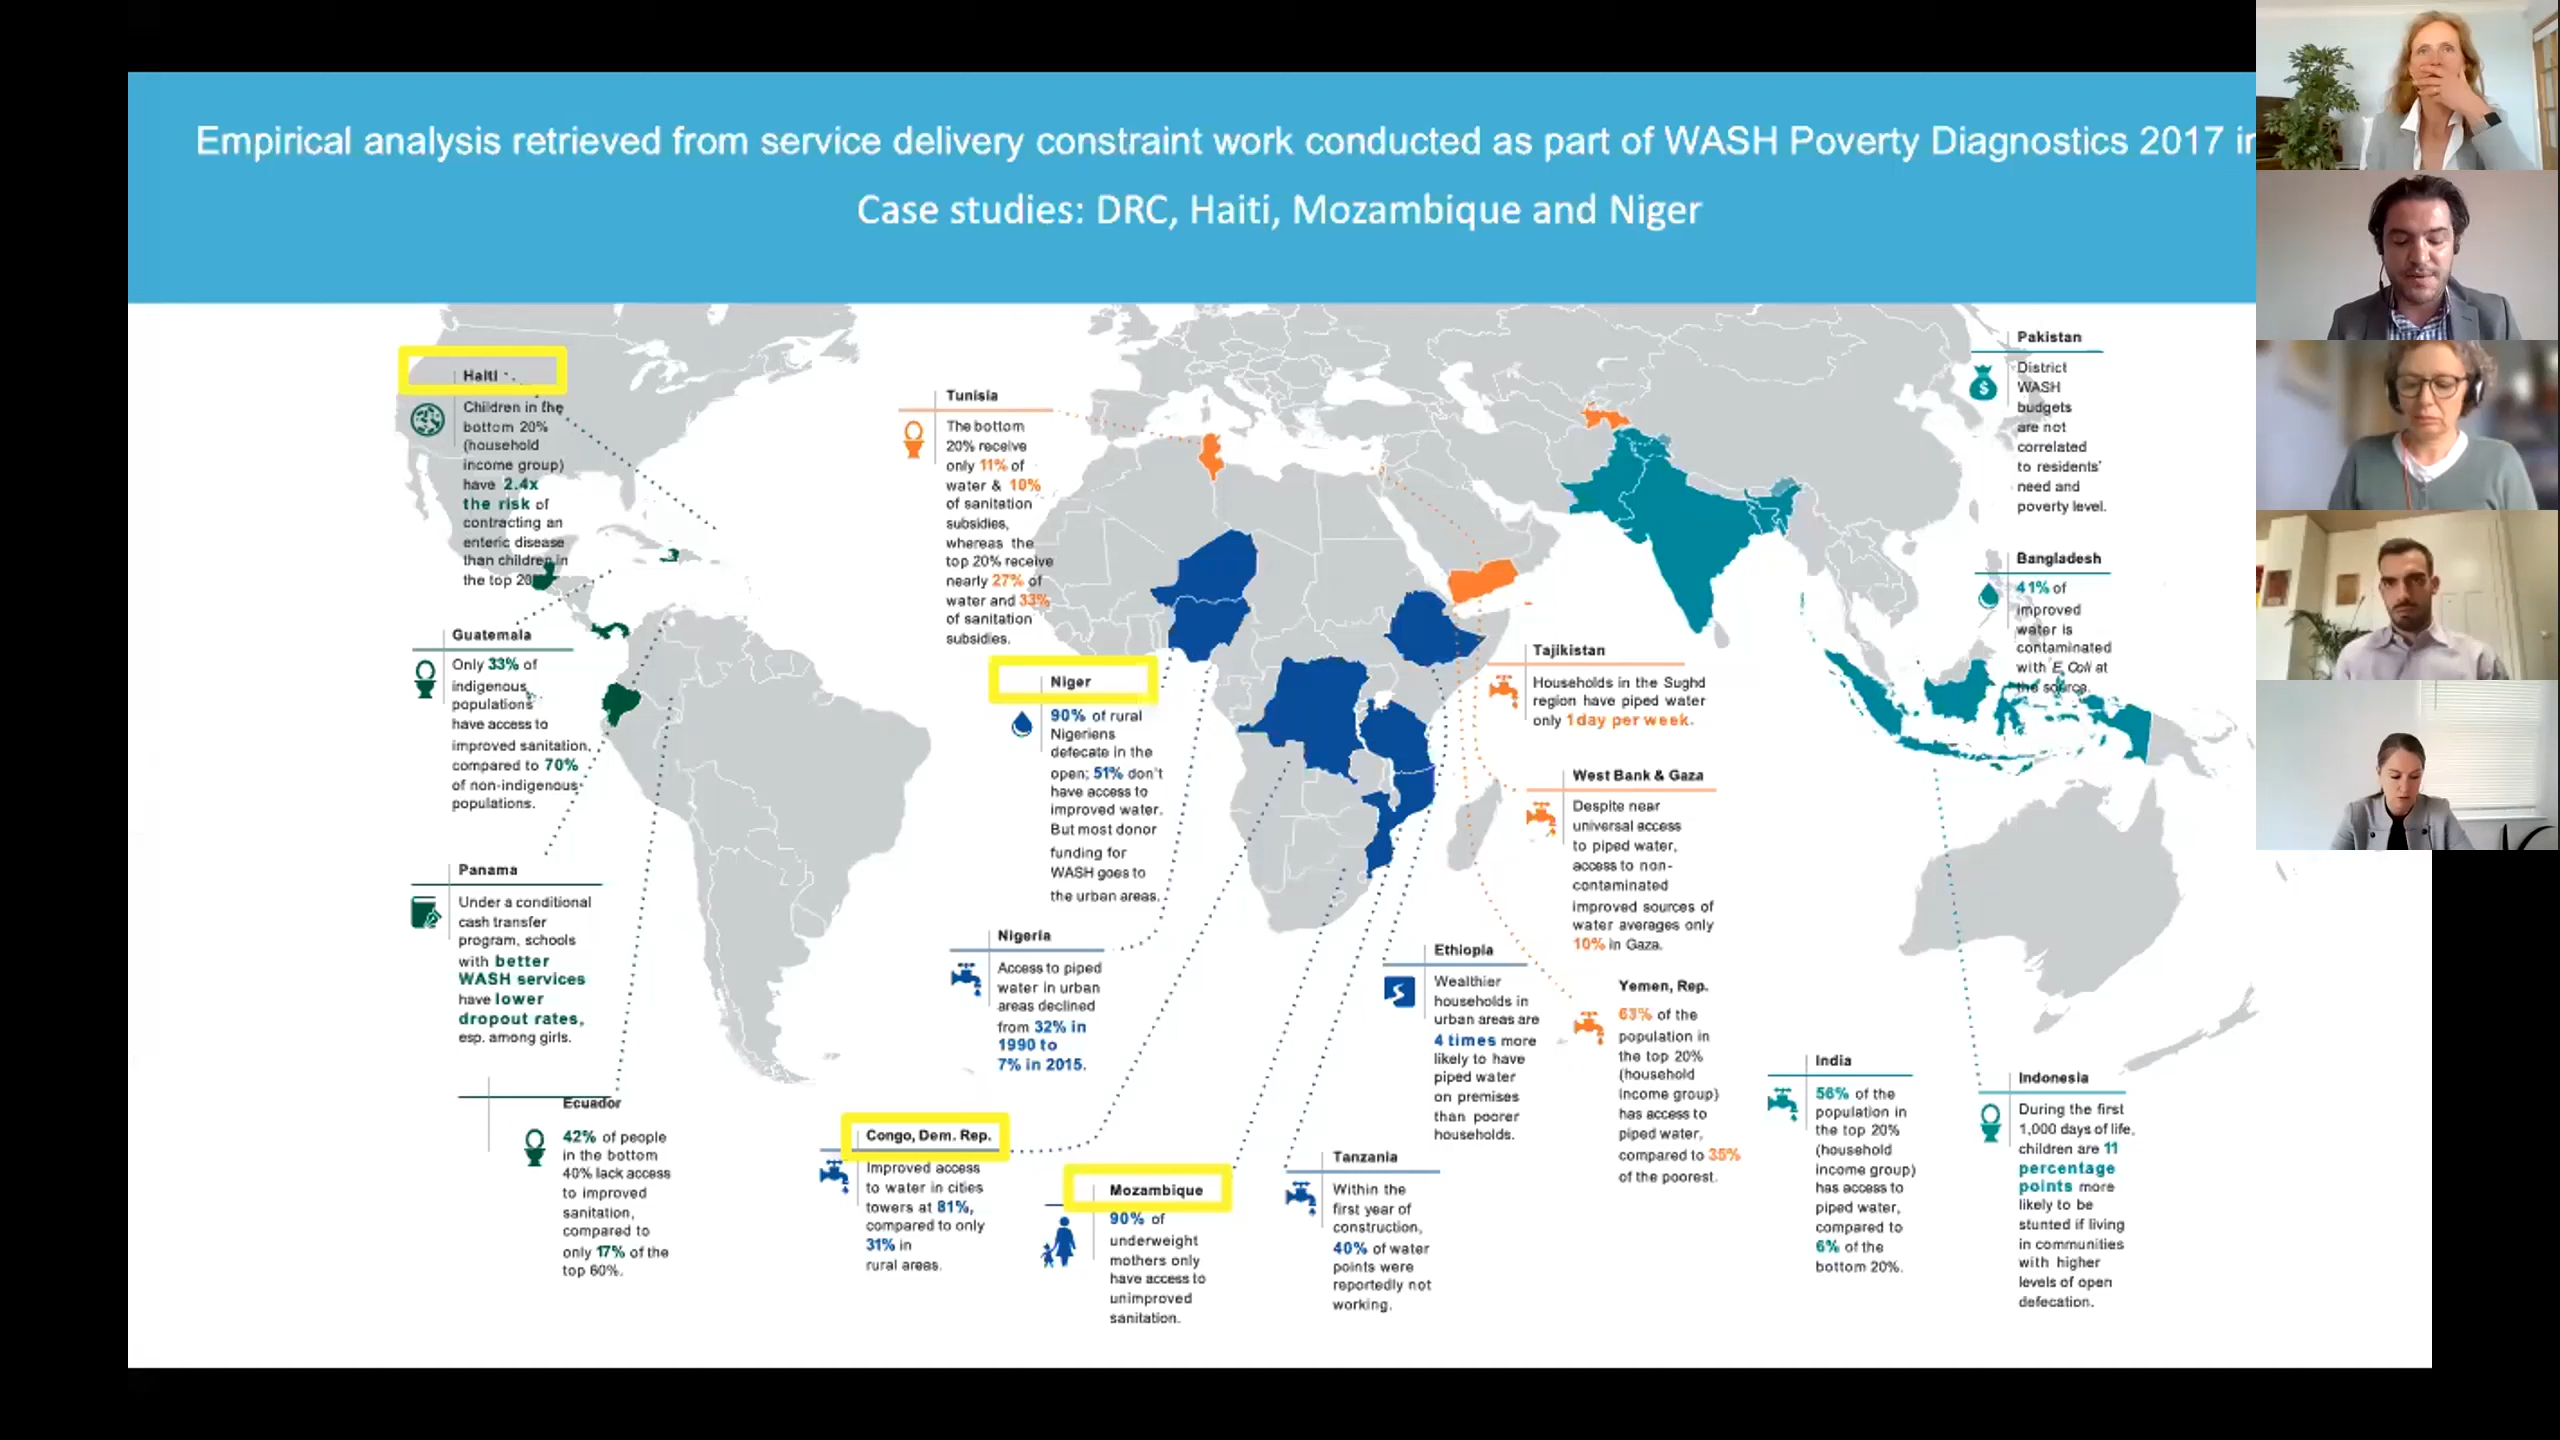 Empirical analysis retrieved from service delivery constraint work conducted as part of WASH Poverty Diagnostics 2017 in
Case studies: DRC, Haiti, Mozambique and Niger
Haiti
Children in the
bottom 20%
(household
income group)
have 2.4x
the risk of
contracting an
enteric disease
than children in
the top 20
Guatemala
Only 33% of
indigenous
populations
have access to
improved sanitation,
compared to 70%
of non-indigenous
populations.
Panama
Under a conditional
cash transfer
program, schools
with better
WASH services
have lower
dropout rates,
esp. among girls.
Ecuador
42% of people
in the bottom
40% lack access
to improved
sanitation,
compared to
only 17% of the
top 60%.
Tunisia
The bottom
20% receive
only 11% of
water & 10%
of sanitation
subsidies,
whereas the
top 20% receive
nearly 27% of
water and 33%
of sanitation
subsidies.
Niger
90% of rural
Nigeriens
defecate in the
open; 51% don't
have access to
improved water.
But most donor
funding for
WASH goes to
the urban areas.
Nigeria
Access to piped
water in urban
areas declined
from 32% in
1990 to
7% in 2015.
Congo, Dem. Rep.
Improved access
to water in cities
towers at 81%,
compared to only
31% in
rural areas.
Mozambique
90% of
underweight
mothers only
have access to
unimproved
sanitation.
Tanzania
Within the
first year of
construction,
40% of water
points were
reportedly not
working.
Ethiopia
Wealthier
households in
urban areas are
4 times more
likely to have
piped water
on premises
than poorer
households.
Tajikistan
Households in the Sughd
region have piped water
only 1 day per week.
West Bank & Gaza
Despite near
universal access
to piped water,
access to non-
contaminated
improved sources of
water averages only
10% in Gaza.
Yemen, Rep.
63% of the
population in
the top 20%
(household
income group)
has access to
piped water,
compared to 35%
of the poorest.
India
56% of the
population in
the top 20%
(household
income group)
has access to
piped water,
compared to
6% of the
bottom 20%.
Pakistan
District
WASH
budgets
are not
correlated
to residents'
need and
poverty level.
Bangladesh
41% of
improved
water is
contaminated
with E. Coli at
the source.
Indonesia
During the first
1,000 days of life,
children are 11
percentage
points more
likely to be
stunted if living
in communities
with higher
levels of open
defecation.